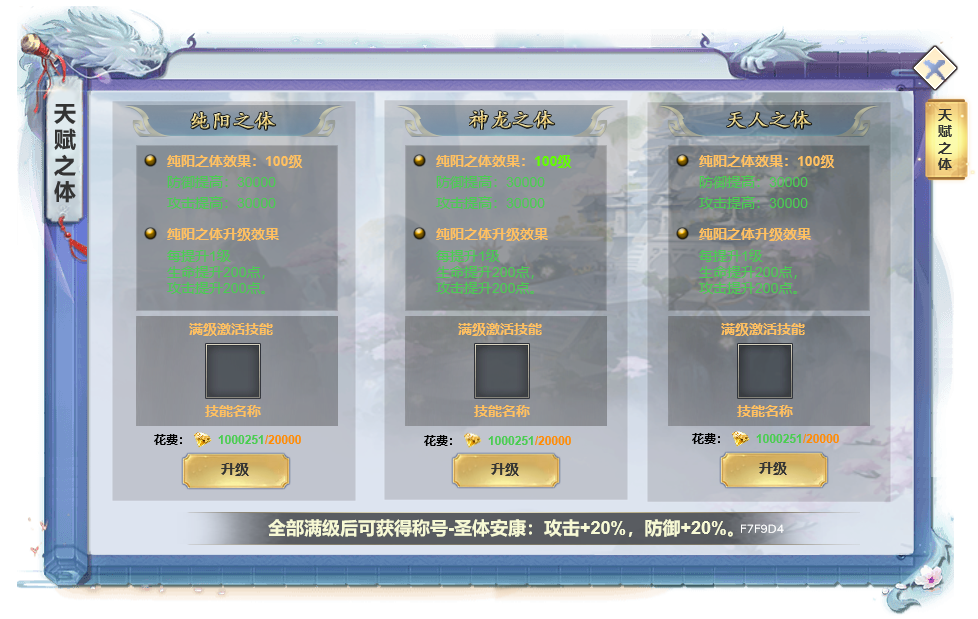 天赋之体
天赋之体
纯阳之体
纯阳之体效果：100级
防御提高：30000
攻击提高：30000
纯阳之体升级效果
每提升1级
生命提升200点，
攻击提升200点。
满级激活技能
技能名称
花费： 1000251/20000
升级
神龙之体
纯阳之体效果：100级
防御提高：30000
攻击提高：30000
纯阳之体升级效果
每提升1级
生命提升200点，
攻击提升200点。
满级激活技能
技能名称
花费： 1000251/20000
升级
天人之体
纯阳之体效果：100级
防御提高：30000
攻击提高：30000
纯阳之体升级效果
每提升1级
生命提升200点，
攻击提升200点。
满级激活技能
技能名称
花费： 1000251/20000
升级
全部满级后可获得称号-圣体安康：攻击+20%，防御+20%。F7F9D4